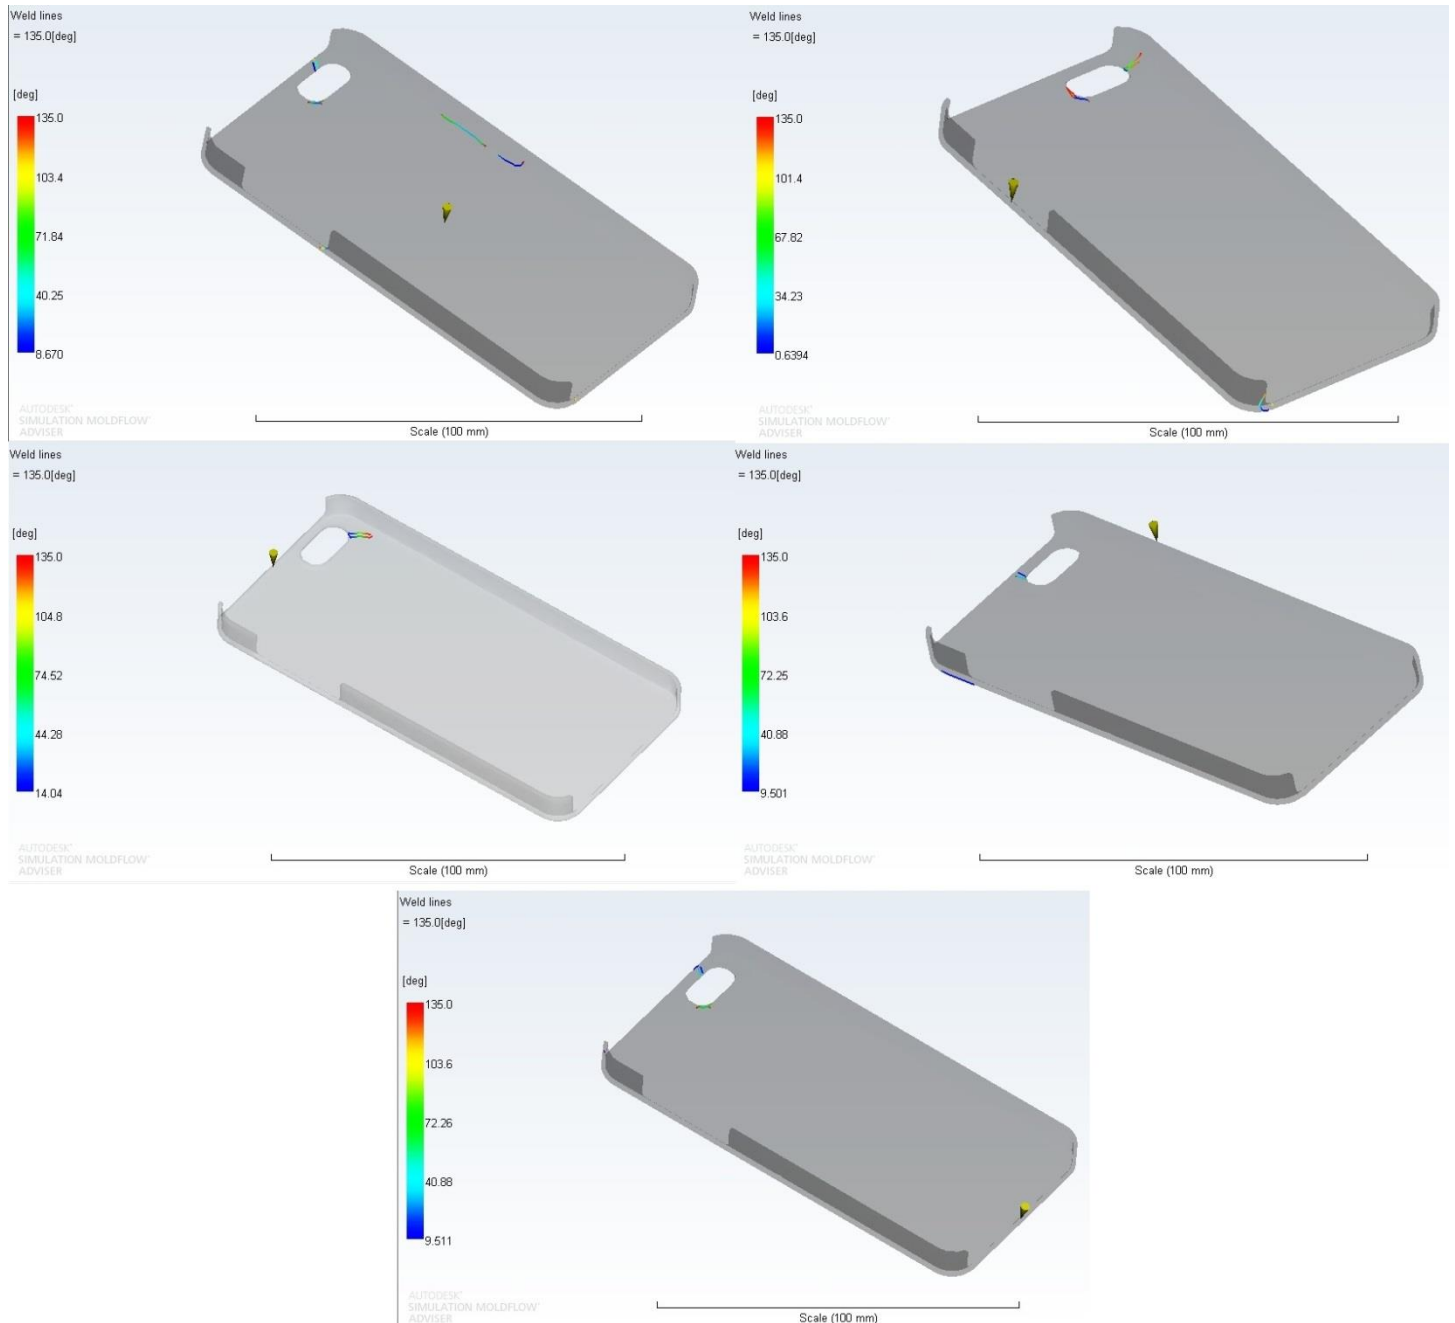 Weld lines
= 135.0[deg]
[deg]
135.0
103.4
71.84
40.25
8.670
AUTODESK®
SIMULATION MOLDFLOW®
ADVISER
Scale (100 mm)
Weld lines
= 135.0[deg]
[deg]
135.0
101.4
67.82
34.23
0.6394
AUTODESK®
SIMULATION MOLDFLOW®
ADVISER
Scale (100 mm)
Weld lines
= 135.0[deg]
[deg]
135.0
104.8
74.52
44.28
14.04
AUTODESK®
SIMULATION MOLDFLOW®
ADVISER
Scale (100 mm)
Weld lines
= 135.0[deg]
[deg]
135.0
103.6
72.25
40.88
9.501
AUTODESK®
SIMULATION MOLDFLOW®
ADVISER
Scale (100 mm)
Weld lines
= 135.0[deg]
[deg]
135.0
103.6
72.26
40.88
9.511
AUTODESK®
SIMULATION MOLDFLOW®
ADVISER
Scale (100 mm)